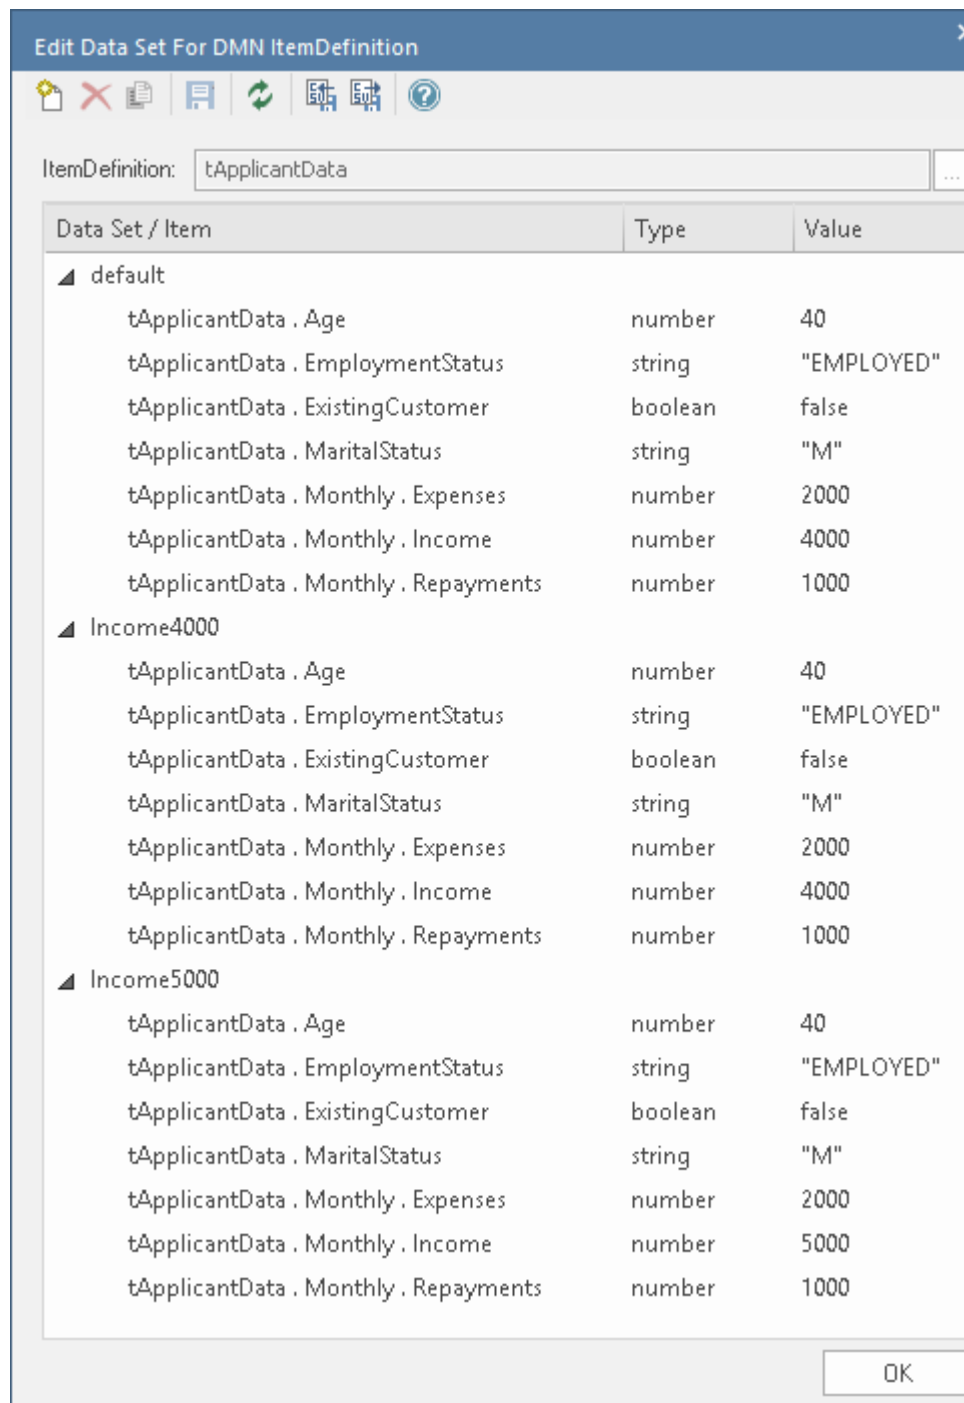 Edit Data Set For DMN ItemDefinition
ItemDefinition: tApplicantData ...
Data Set / Item Type Value
default
tApplicantData . Age number 40
tApplicantData . EmploymentStatus string "EMPLOYED"
tApplicantData . ExistingCustomer boolean false
tApplicantData . MaritalStatus string "M"
tApplicantData . Monthly . Expenses number 2000
tApplicantData . Monthly . Income number 4000
tApplicantData . Monthly . Repayments number 1000
Income4000
tApplicantData . Age number 40
tApplicantData . EmploymentStatus string "EMPLOYED"
tApplicantData . ExistingCustomer boolean false
tApplicantData . MaritalStatus string "M"
tApplicantData . Monthly . Expenses number 2000
tApplicantData . Monthly . Income number 4000
tApplicantData . Monthly . Repayments number 1000
Income5000
tApplicantData . Age number 40
tApplicantData . EmploymentStatus string "EMPLOYED"
tApplicantData . ExistingCustomer boolean false
tApplicantData . MaritalStatus string "M"
tApplicantData . Monthly . Expenses number 2000
tApplicantData . Monthly . Income number 5000
tApplicantData . Monthly . Repayments number 1000
OK